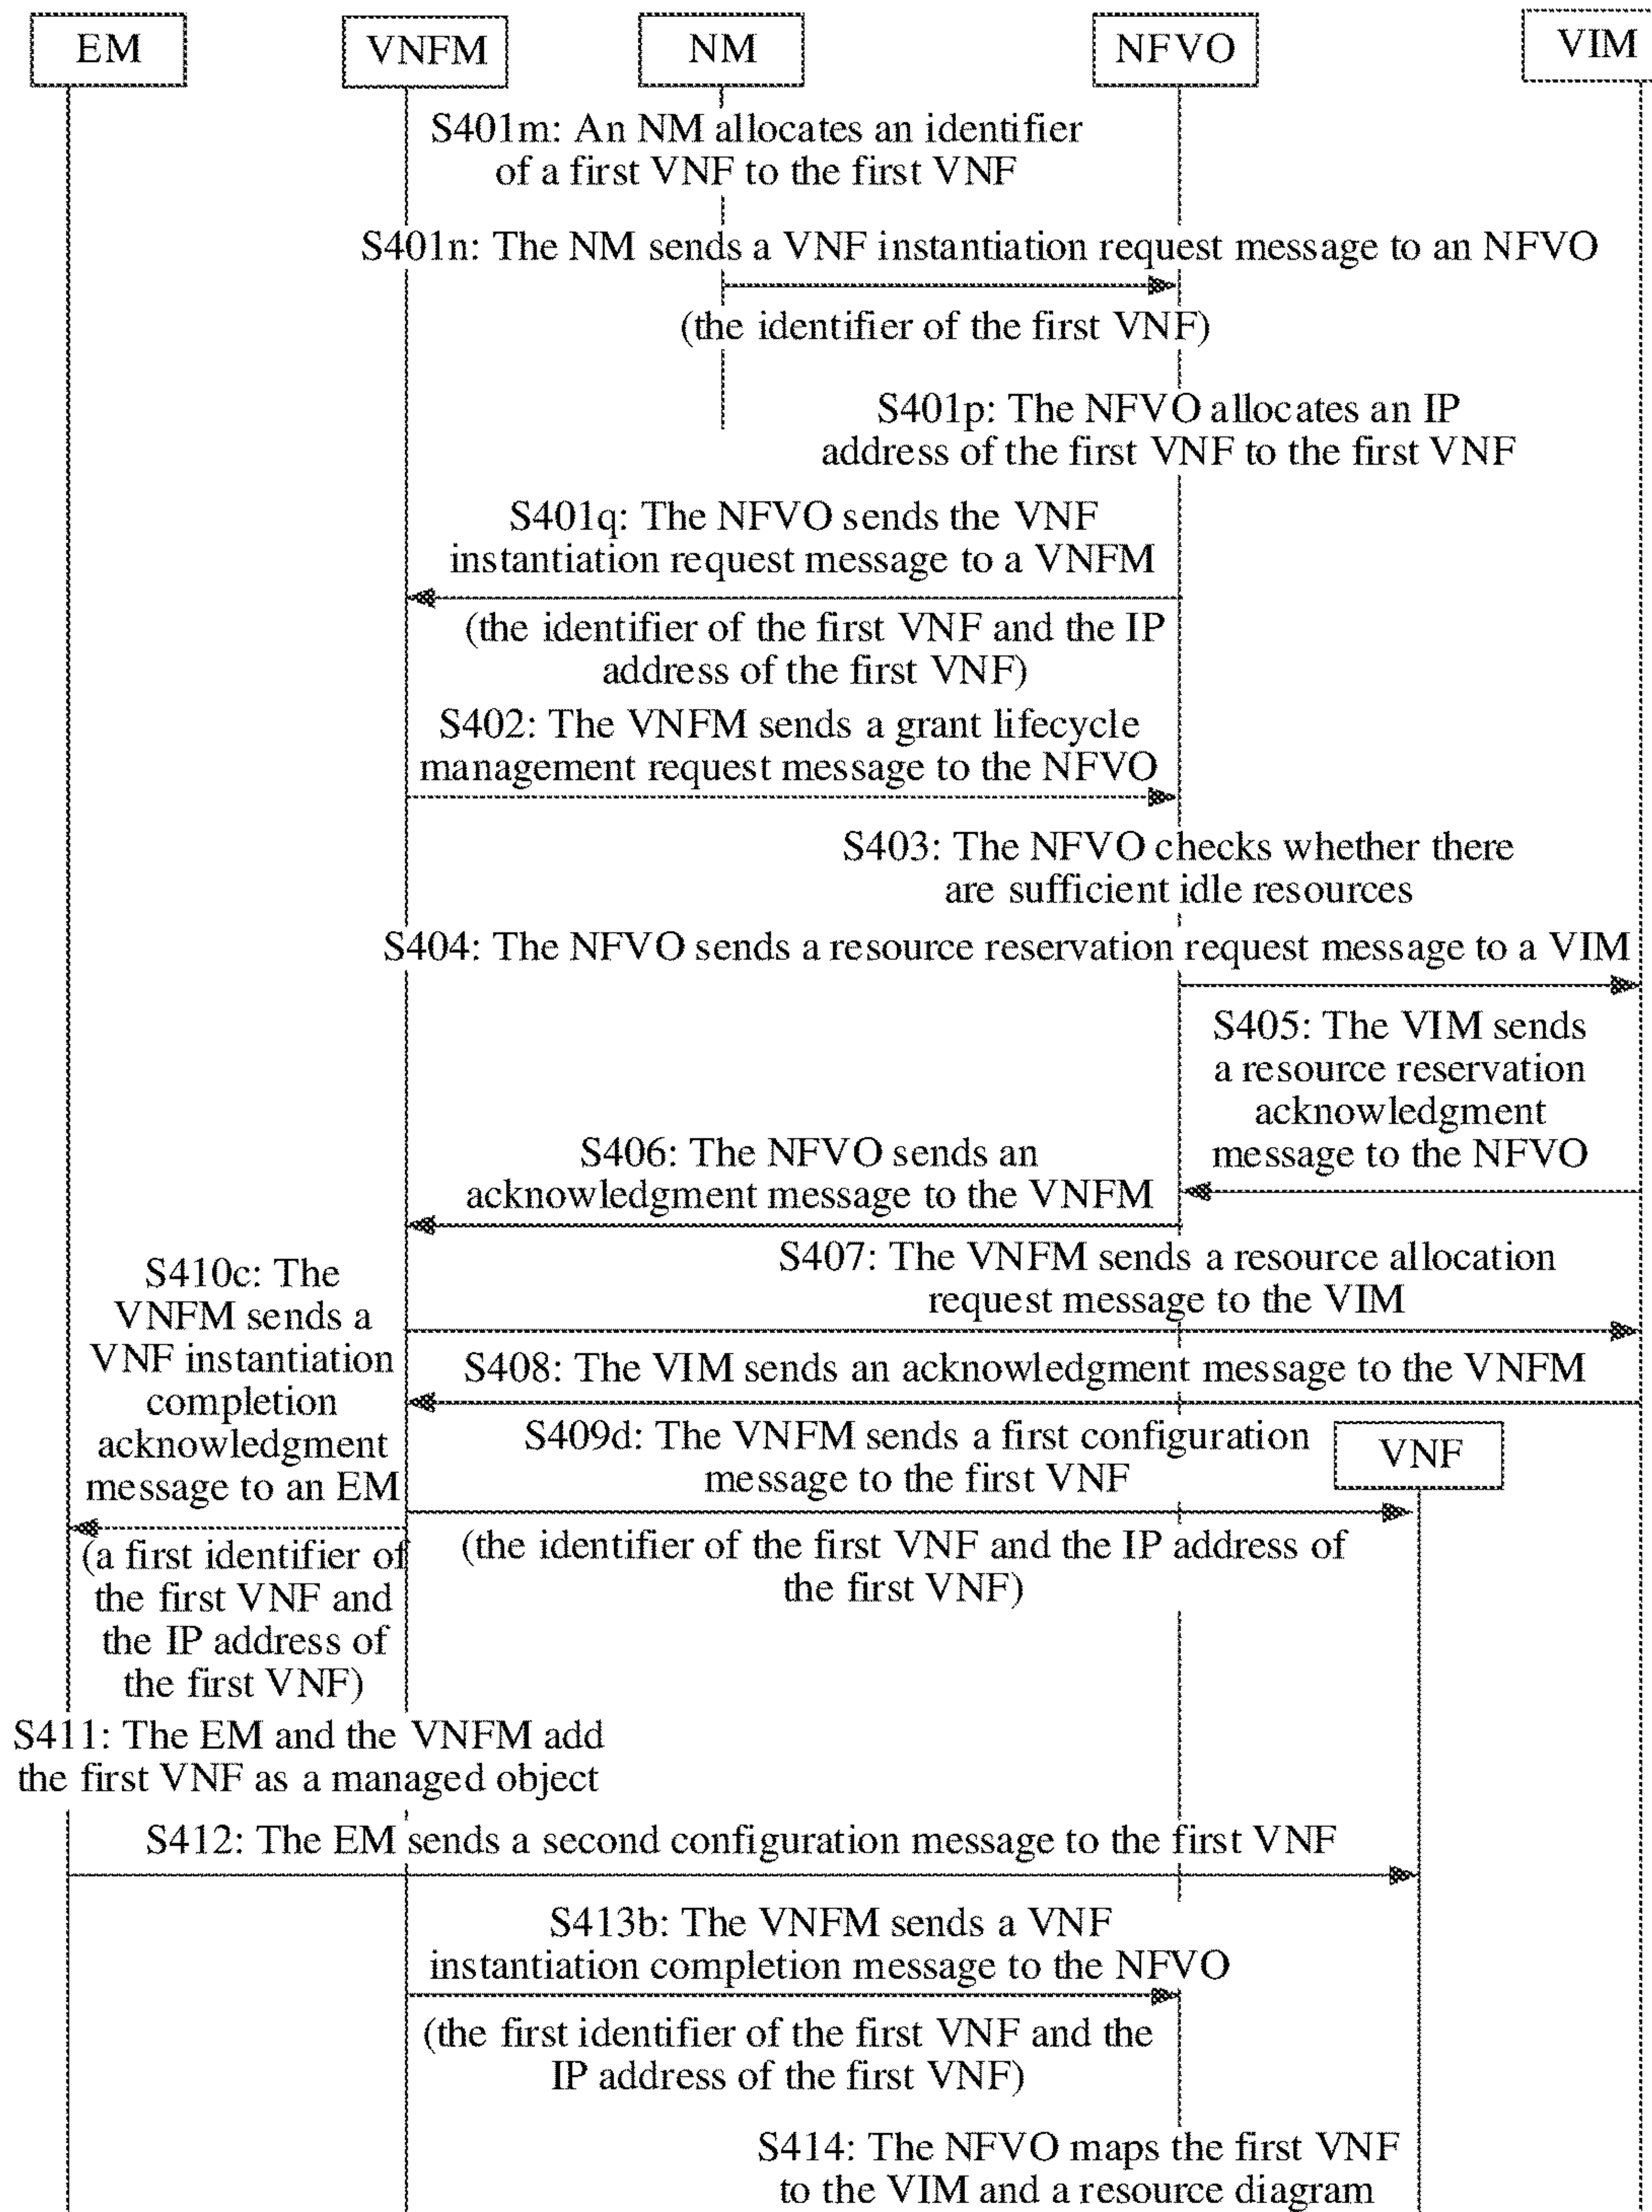 EM
VNFM
NM
NFVO
VIM
S401m: An NM allocates an identifier
of a first VNF to the first VNF
S401n: The NM sends a VNF instantiation request message to an NFVO
(the identifier of the first VNF)
S401p: The NFVO allocates an IP
address of the first VNF to the first VNF
S401q: The NFVO sends the VNF
instantiation request message to a VNFM
(the identifier of the first VNF and the IP
address of the first VNF)
S402: The VNFM sends a grant lifecycle
management request message to the NFVO
S403: The NFVO checks whether there
are sufficient idle resources
S404: The NFVO sends a resource reservation request message to a VIM
S405: The VIM sends
a resource reservation
acknowledgment
message to the NFVO
S406: The NFVO sends an
acknowledgment message to the VNFM
S407: The VNFM sends a resource allocation
request message to the VIM
S408: The VIM sends an acknowledgment message to the VNFM
S410c: The
VNFM sends a
VNF instantiation
completion
acknowledgment
message to an EM
(a first identifier of
the first VNF and
the IP address of
the first VNF)
S409d: The VNFM sends a first configuration
message to the first VNF
VNF
(the identifier of the first VNF and the IP address of
the first VNF)
S411: The EM and the VNFM add
the first VNF as a managed object
S412: The EM sends a second configuration message to the first VNF
S413b: The VNFM sends a VNF
instantiation completion message to the NFVO
(the first identifier of the first VNF and the
IP address of the first VNF)
S414: The NFVO maps the first VNF
to the VIM and a resource diagram